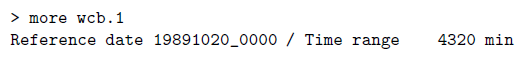 > more wcb.1
Reference date 19891020_0000 / Time range    4320 min